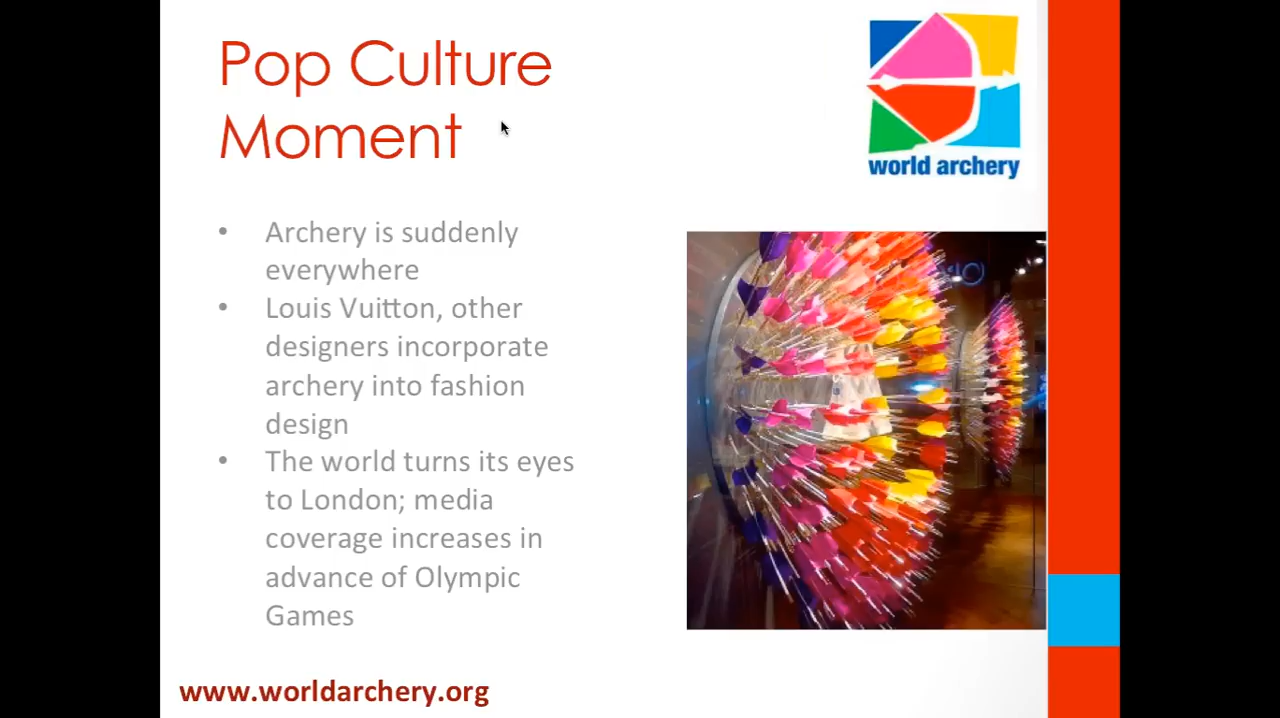 Pop Culture
Moment
world archery
• Archery is suddenly
everywhere
• Louis Vuitton, other
designers incorporate
archery into fashion
design
• The world turns its eyes
to London; media
coverage increases in
advance of Olympic
Games
www.worldarchery.org